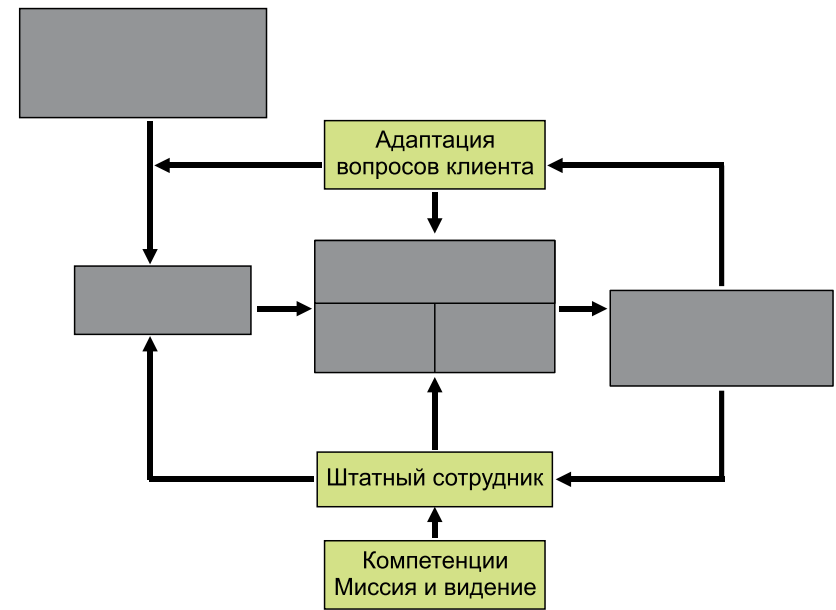 Адаптация
вопросов клиента
Штатный сотрудник
Компетенции
Миссия и видение